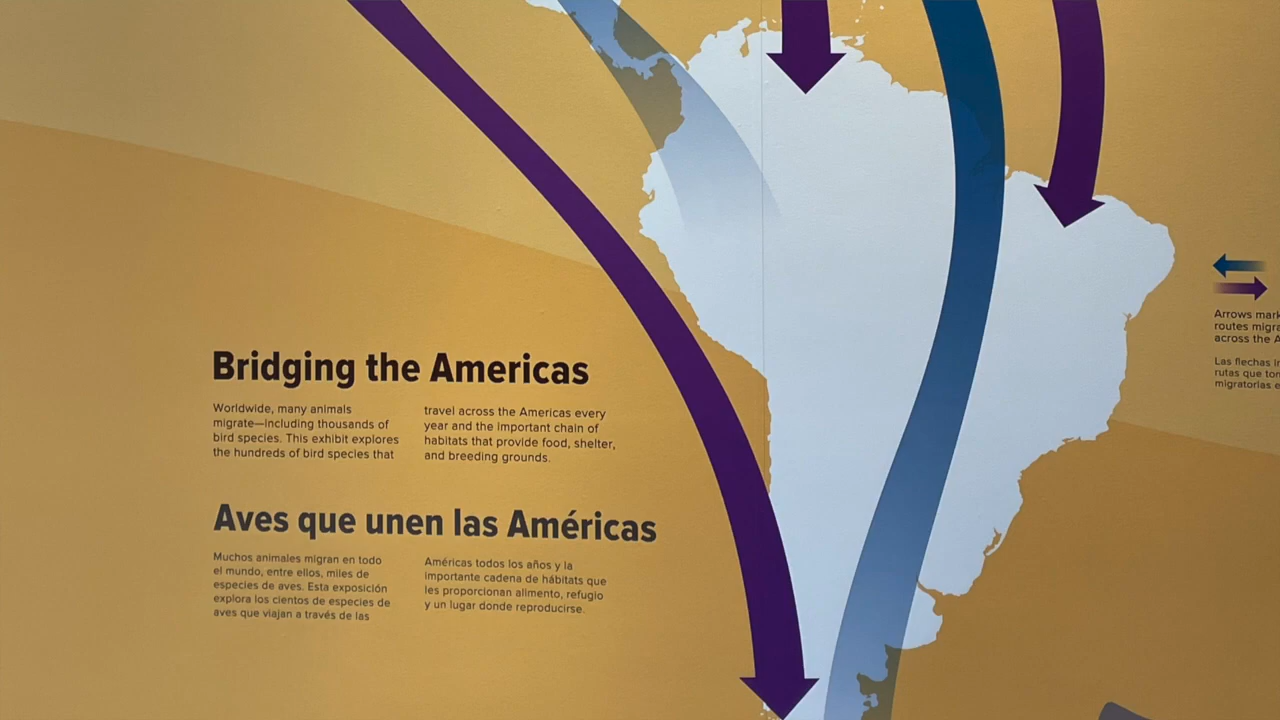 Bridging the Americas
Worldwide, many animals
migrate—including thousands of
bird species. This exhibit explores
the hundreds of bird species that
travel across the Americas every
year and the important chain of
habitats that provide food, shelter,
and breeding grounds.
Aves que unen las Américas
Muchos animales migran en todo
el mundo, entre ellos, miles de
especies de aves. Esta exposición
explora los cientos de especies de
aves que viajan a través de las
Américas todos los años y la
importante cadena de hábitats que
les proporcionan alimento, refugio
y un lugar donde reproducirse.
Arrows mark
routes migra
across the A
Las flechas in
rutas que tom
migratorias e